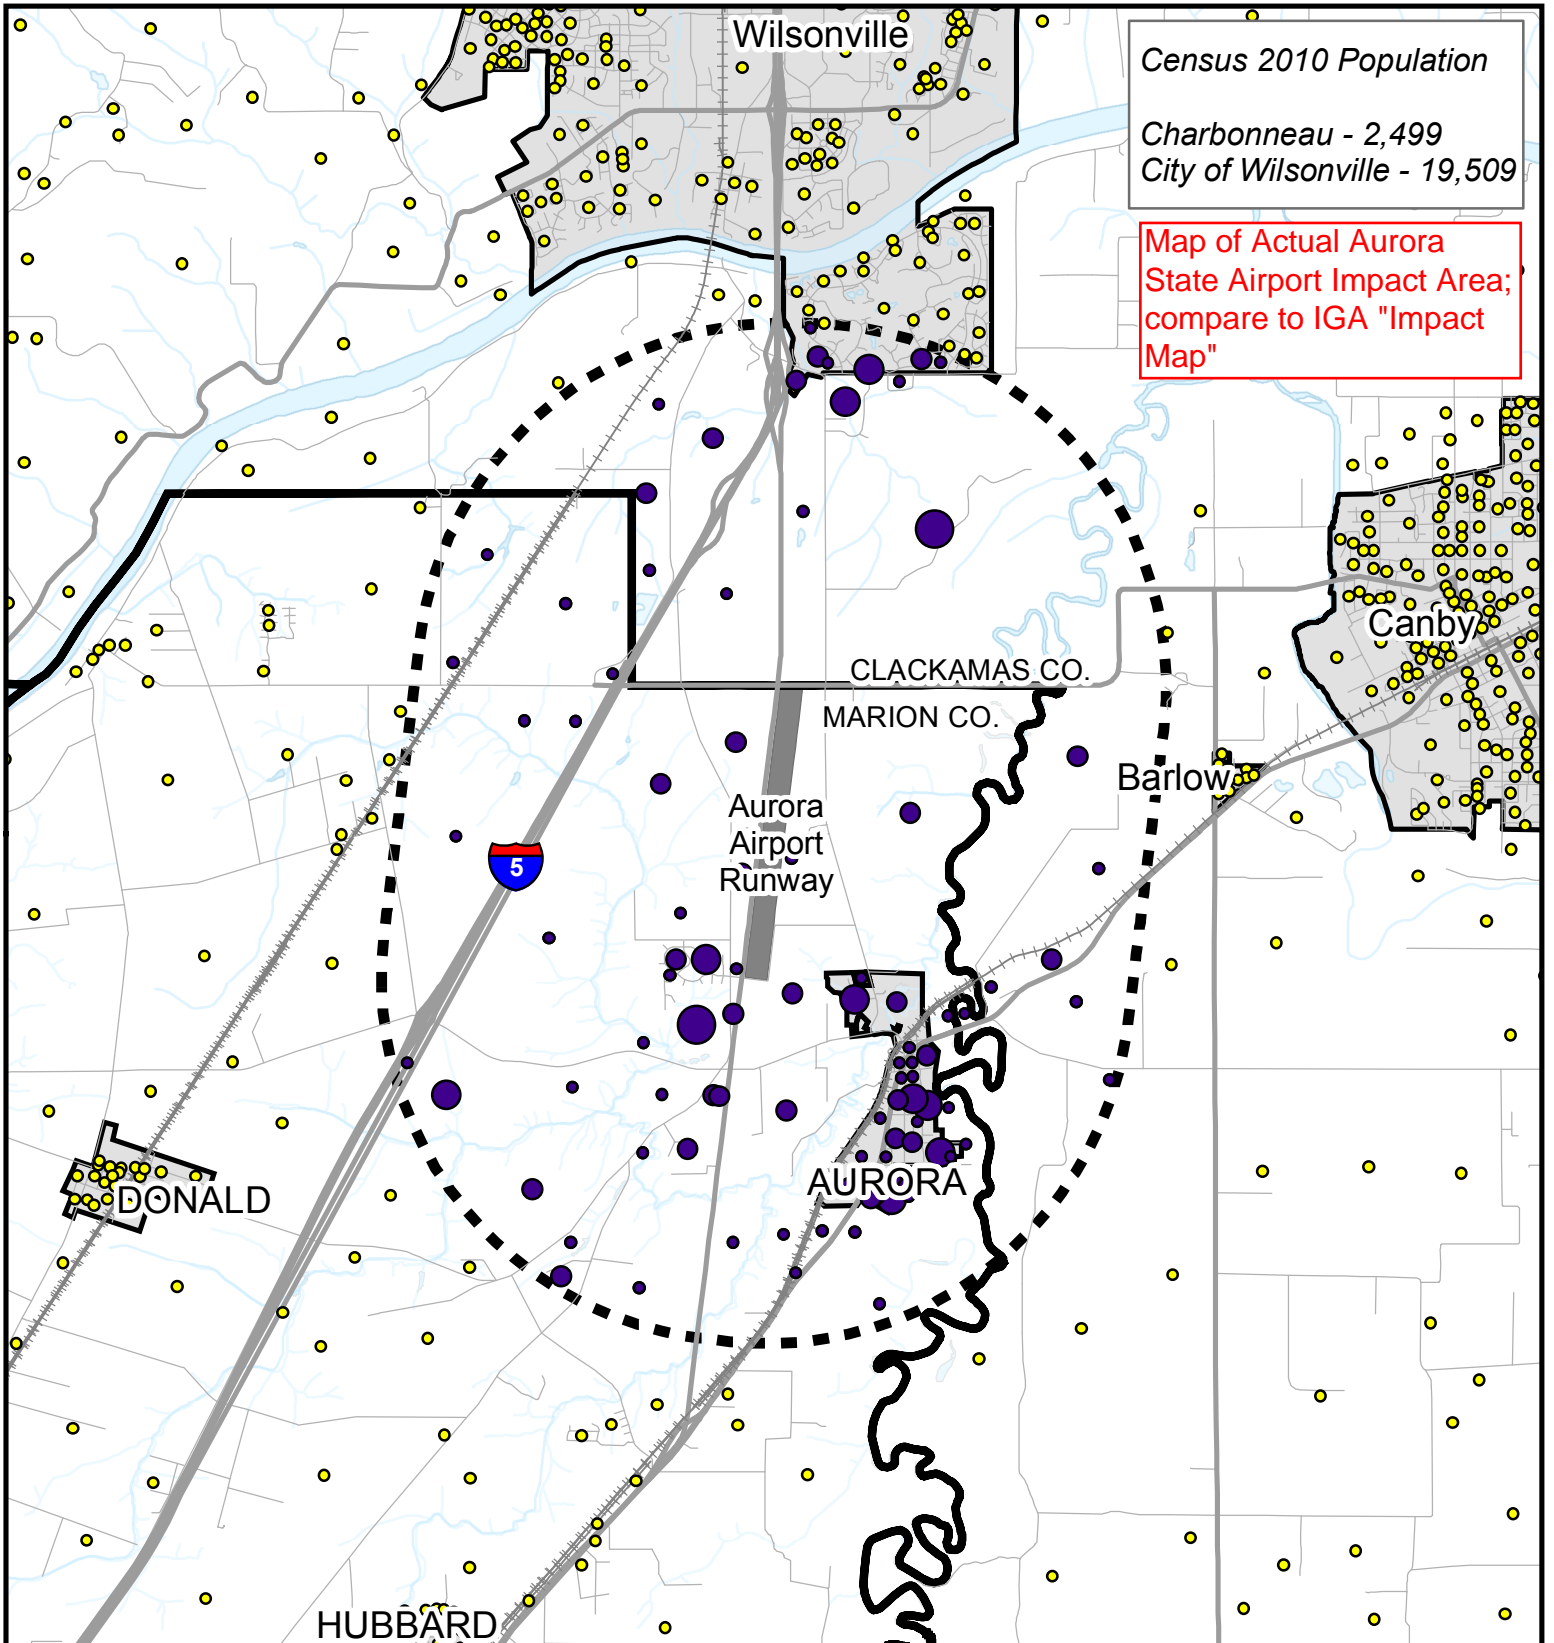 Wilsonville
Census 2010 Population
Charbonneau - 2,499
City of Wilsonville - 19,509
Map of Actual Aurora
State Airport Impact Area;
compare to IGA "Impact
Map"
Canby
CLACKAMAS CO.
MARION CO.
Barlow
Aurora
Airport
Runway
5
DONALD
AURORA
HUBBARD